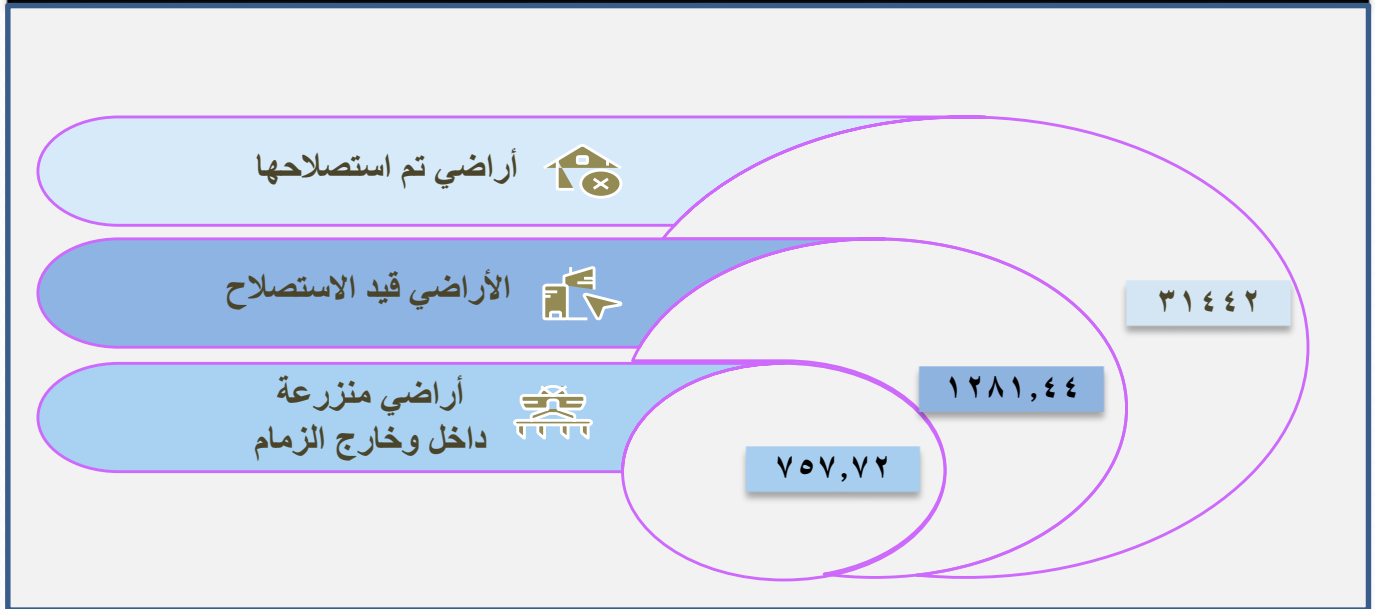 أراضي تم استصلاحها
٣١٤٤٢
الأراضي قيد الاستصلاح
١٢٨١,٤٤
أراضي منزرعة
داخل وخارج الزمام
٧٥٧,٧٢